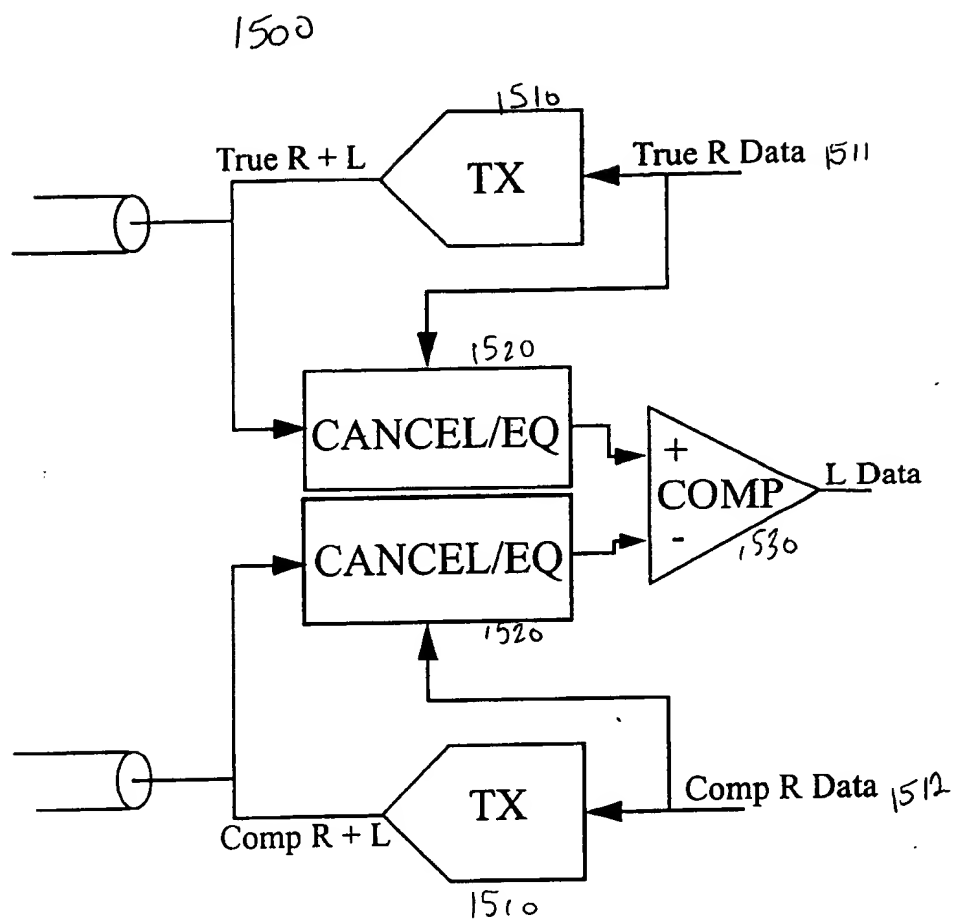 1500
1510
True R + L
TX
True R Data 1511
1520
CANCEL/EQ
+
COMP
-
L Data
1530
CANCEL/EQ
1520
TX
Comp R Data 1512
Comp R + L
1510